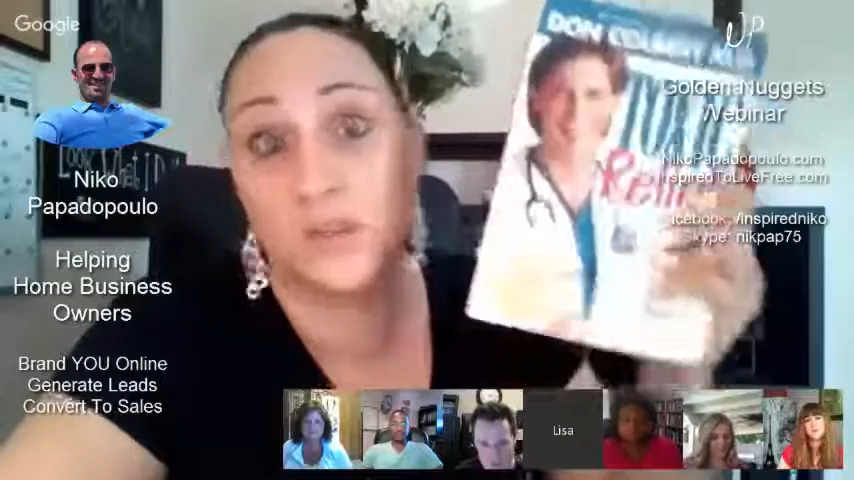 Google
Niko
Papadopoulo
Helping
Home Business
Owners
Brand YOU Online
Generate Leads
Convert To Sales
DON
Golden Nuggets
Webinar
NikoPapadopoulo.com
InspiredToLiveFree.com
/inspiredniko
Skype: nikpap75
Lisa